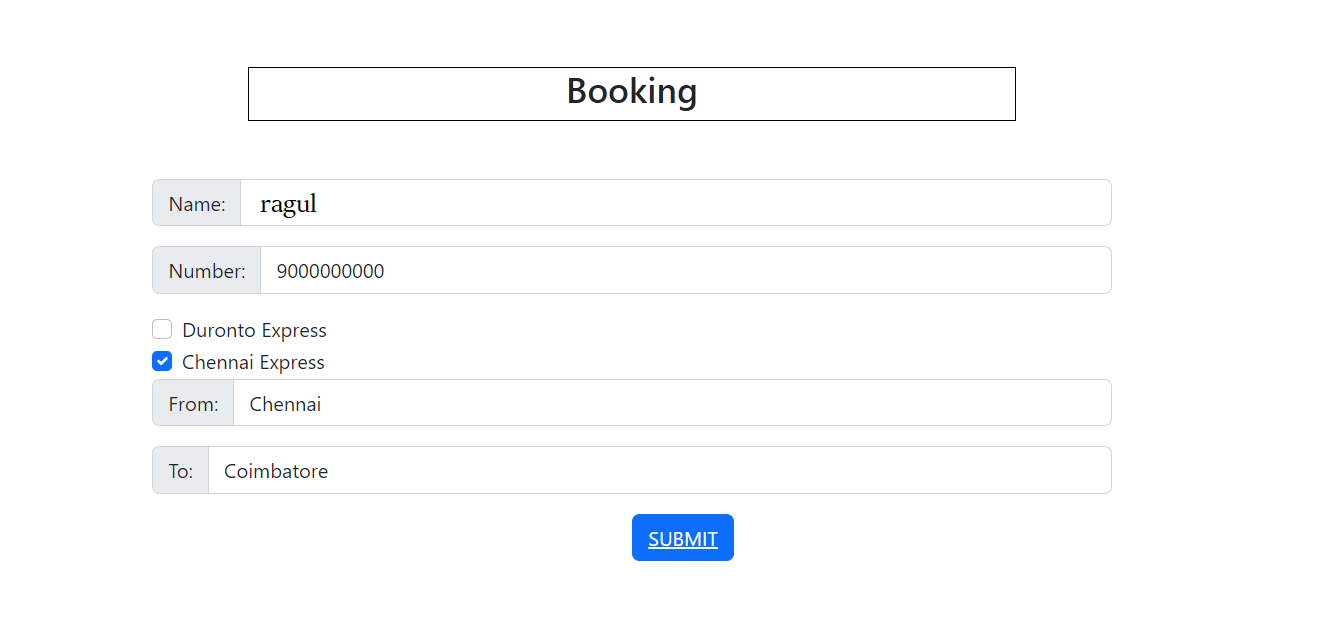 Booking
Name: ragul
Number: 9000000000
Duronto Express
Chennai Express
From: Chennai
To: Coimbatore
SUBMIT